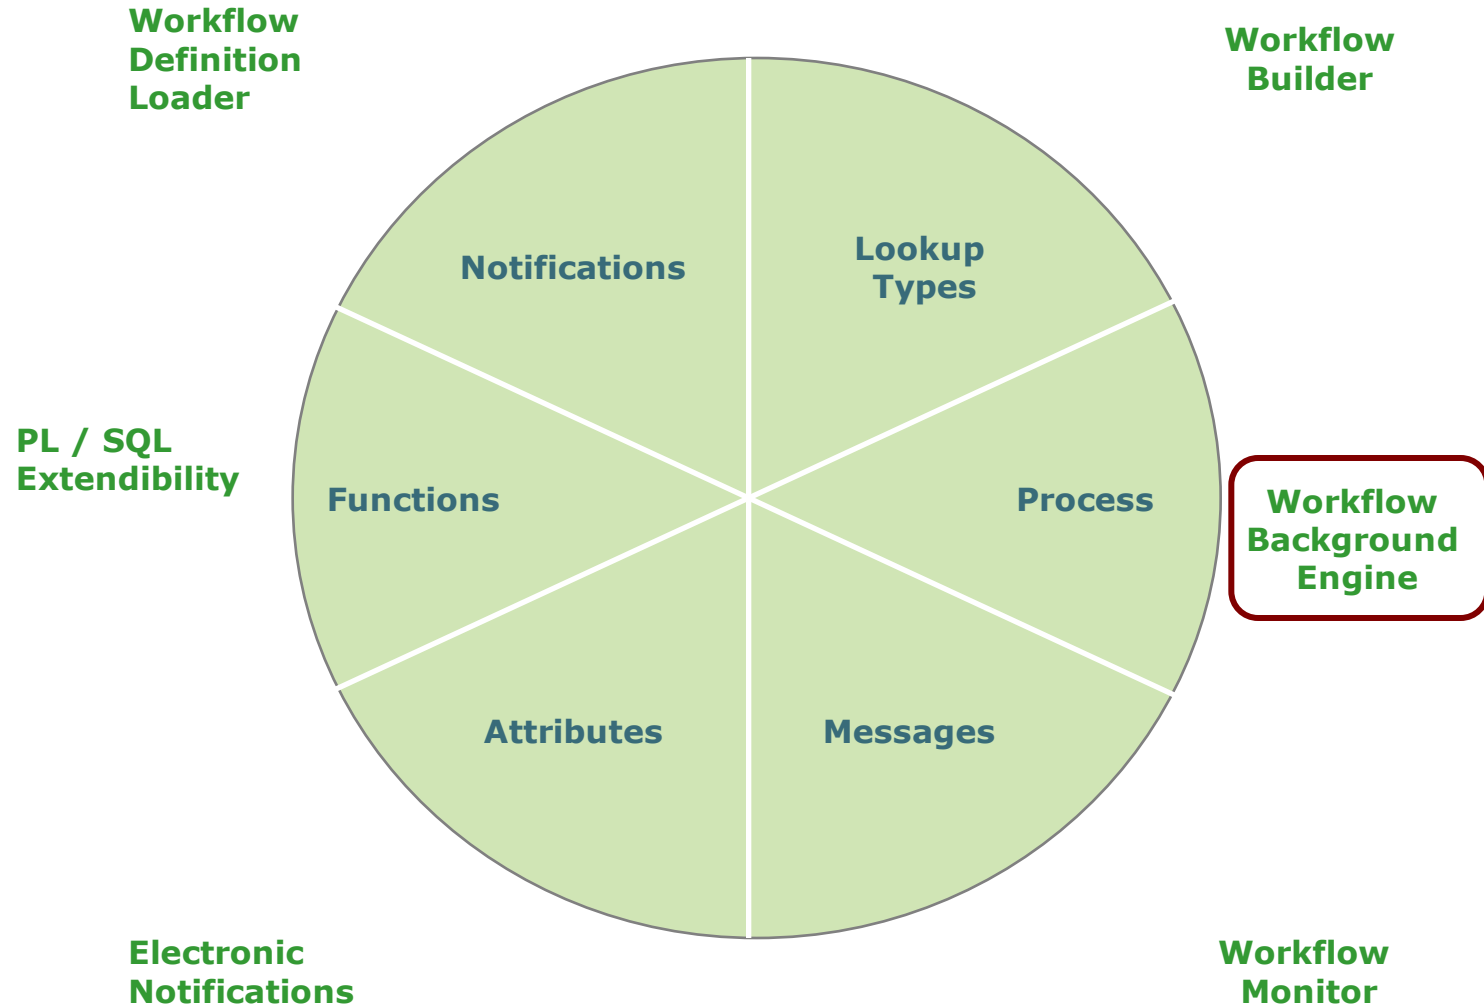 Workflow
Definition
Loader
Workflow
Builder
Notifications
Lookup
Types
PL / SQL
Extendibility
Functions
Process
Workflow
Background
Engine
Attributes
Messages
Electronic
Notifications
Workflow
Monitor